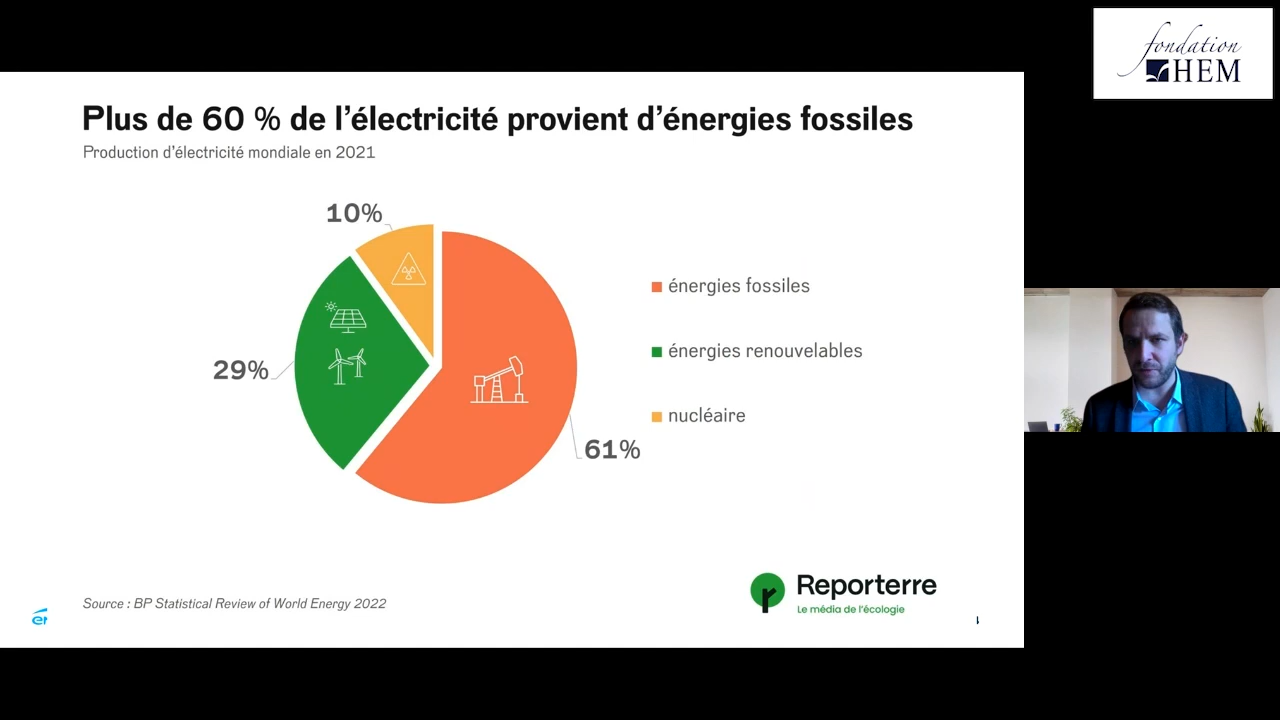 fondation
HEM
Plus de 60 % de l’électricité provient d’énergies fossiles
Production d'électricité mondiale en 2021
10%
énergies fossiles
énergies renouvelables
29%
nucléaire
61%
Reporterre
Le média de l’écologie
Source : BP Statistical Review of World Energy 2022